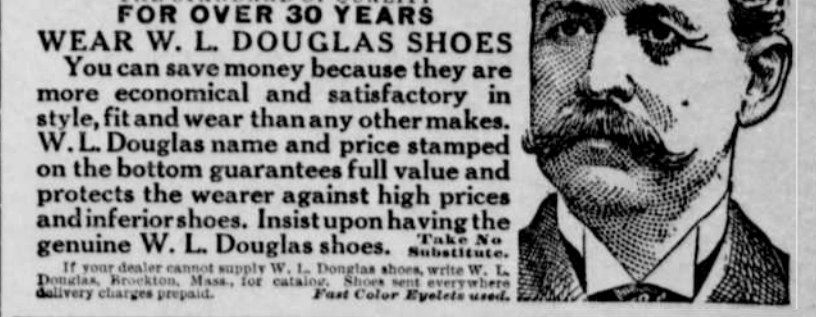 THE STANDARD OF QUALITY
FOR OVER 30 YEARS
WEAR W. L. DOUGLAS SHOES
You can save money because they are
more economical and satisfactory in
style, fit and wear than any other makes.
W. L. Douglas name and price stamped
on the bottom guarantees full value and
protects the wearer against high prices
and inferior shoes. Insist upon having the
genuine W. L. Douglas shoes. Take No
Substitute.
If your dealer cannot supply W. L. Douglas shoes, write W. L.
Douglas, Brockton, Mass., for catalog. Shoes sent everywhere
delivery charges prepaid. Fast Color Eyelets used.